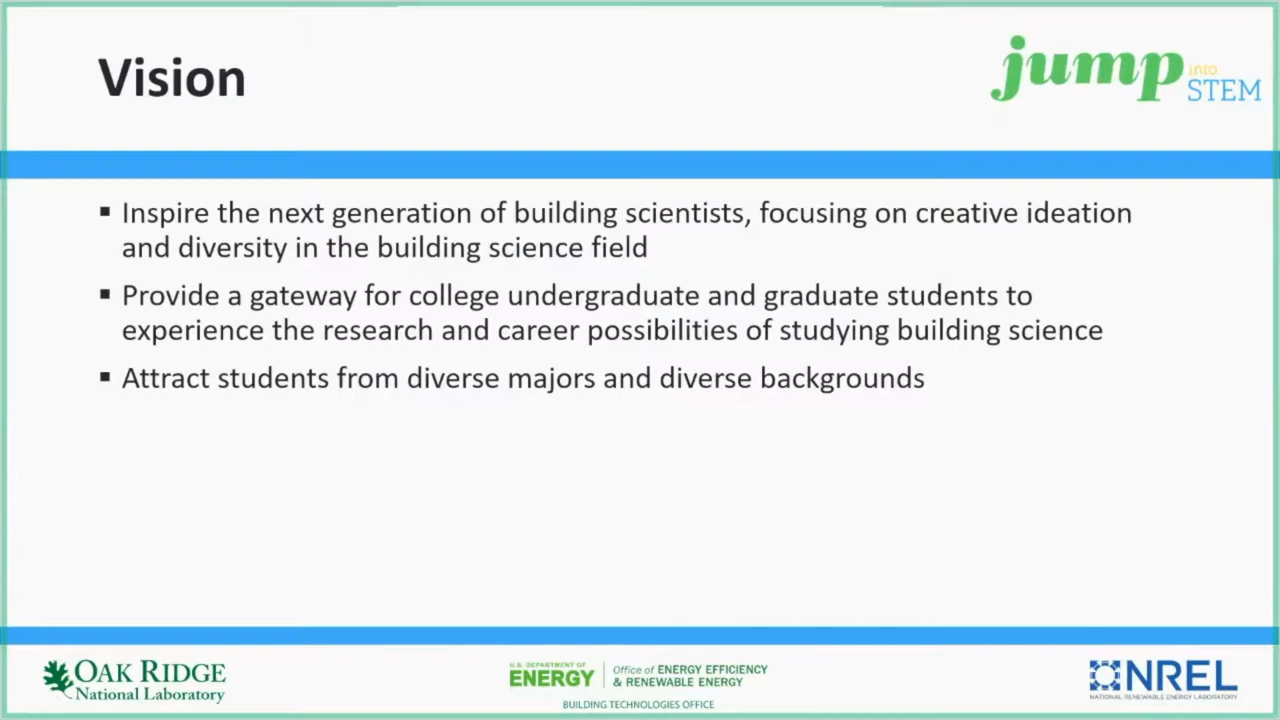 Vision
jump into STEM
▪ Inspire the next generation of building scientists, focusing on creative ideation
and diversity in the building science field
▪ Provide a gateway for college undergraduate and graduate students to
experience the research and career possibilities of studying building science
▪ Attract students from diverse majors and diverse backgrounds
OAK RIDGE
National Laboratory
U.S. DEPARTMENT OF
ENERGY
Office of ENERGY EFFICIENCY
& RENEWABLE ENERGY
BUILDING TECHNOLOGIES OFFICE
NREL
NATIONAL RENEWABLE ENERGY LABORATORY